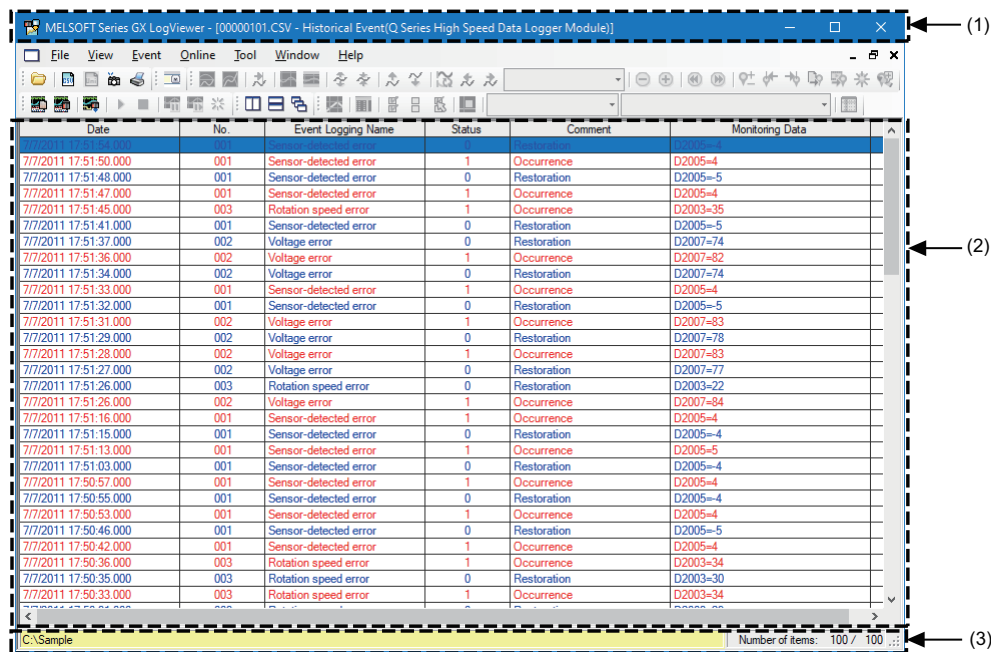 MELSOFT Series GX LogViewer - [00000101.CSV - Historical Event(Q Series High Speed Data Logger Module)]
(1)
File View Event Online Tool Window Help
Date No. Event Logging Name Status Comment Monitoring Data
7/7/2011 17:51:54.000 001 Sensor-detected error 0 Restoration D2005=-4
7/7/2011 17:51:50.000 001 Sensor-detected error 1 Occurrence D2005=4
7/7/2011 17:51:48.000 001 Sensor-detected error 0 Restoration D2005=-5
7/7/2011 17:51:47.000 001 Sensor-detected error 1 Occurrence D2005=4
7/7/2011 17:51:45.000 003 Rotation speed error 1 Occurrence D2003=35
7/7/2011 17:51:41.000 001 Sensor-detected error 0 Restoration D2005=-5
7/7/2011 17:51:37.000 002 Voltage error 0 Restoration D2007=74
7/7/2011 17:51:36.000 002 Voltage error 1 Occurrence D2007=82
(2)
7/7/2011 17:51:34.000 002 Voltage error 0 Restoration D2007=74
7/7/2011 17:51:33.000 001 Sensor-detected error 1 Occurrence D2005=4
7/7/2011 17:51:32.000 001 Sensor-detected error 0 Restoration D2005=-5
7/7/2011 17:51:31.000 002 Voltage error 1 Occurrence D2007=83
7/7/2011 17:51:29.000 002 Voltage error 0 Restoration D2007=78
7/7/2011 17:51:28.000 002 Voltage error 1 Occurrence D2007=83
7/7/2011 17:51:27.000 002 Voltage error 0 Restoration D2007=77
7/7/2011 17:51:26.000 003 Rotation speed error 0 Restoration D2003=22
7/7/2011 17:51:26.000 002 Voltage error 1 Occurrence D2007=84
7/7/2011 17:51:16.000 001 Sensor-detected error 1 Occurrence D2005=4
7/7/2011 17:51:15.000 001 Sensor-detected error 0 Restoration D2005=-4
7/7/2011 17:51:13.000 001 Sensor-detected error 1 Occurrence D2005=5
7/7/2011 17:51:03.000 001 Sensor-detected error 0 Restoration D2005=-4
7/7/2011 17:50:57.000 001 Sensor-detected error 1 Occurrence D2005=4
7/7/2011 17:50:55.000 001 Sensor-detected error 0 Restoration D2005=-4
7/7/2011 17:50:53.000 001 Sensor-detected error 1 Occurrence D2005=4
7/7/2011 17:50:46.000 001 Sensor-detected error 0 Restoration D2005=-5
7/7/2011 17:50:42.000 001 Sensor-detected error 1 Occurrence D2005=4
7/7/2011 17:50:36.000 003 Rotation speed error 1 Occurrence D2003=34
7/7/2011 17:50:35.000 003 Rotation speed error 0 Restoration D2003=30
7/7/2011 17:50:33.000 003 Rotation speed error 1 Occurrence D2003=34
C:\Sample Number of items: 100 / 100
(3)